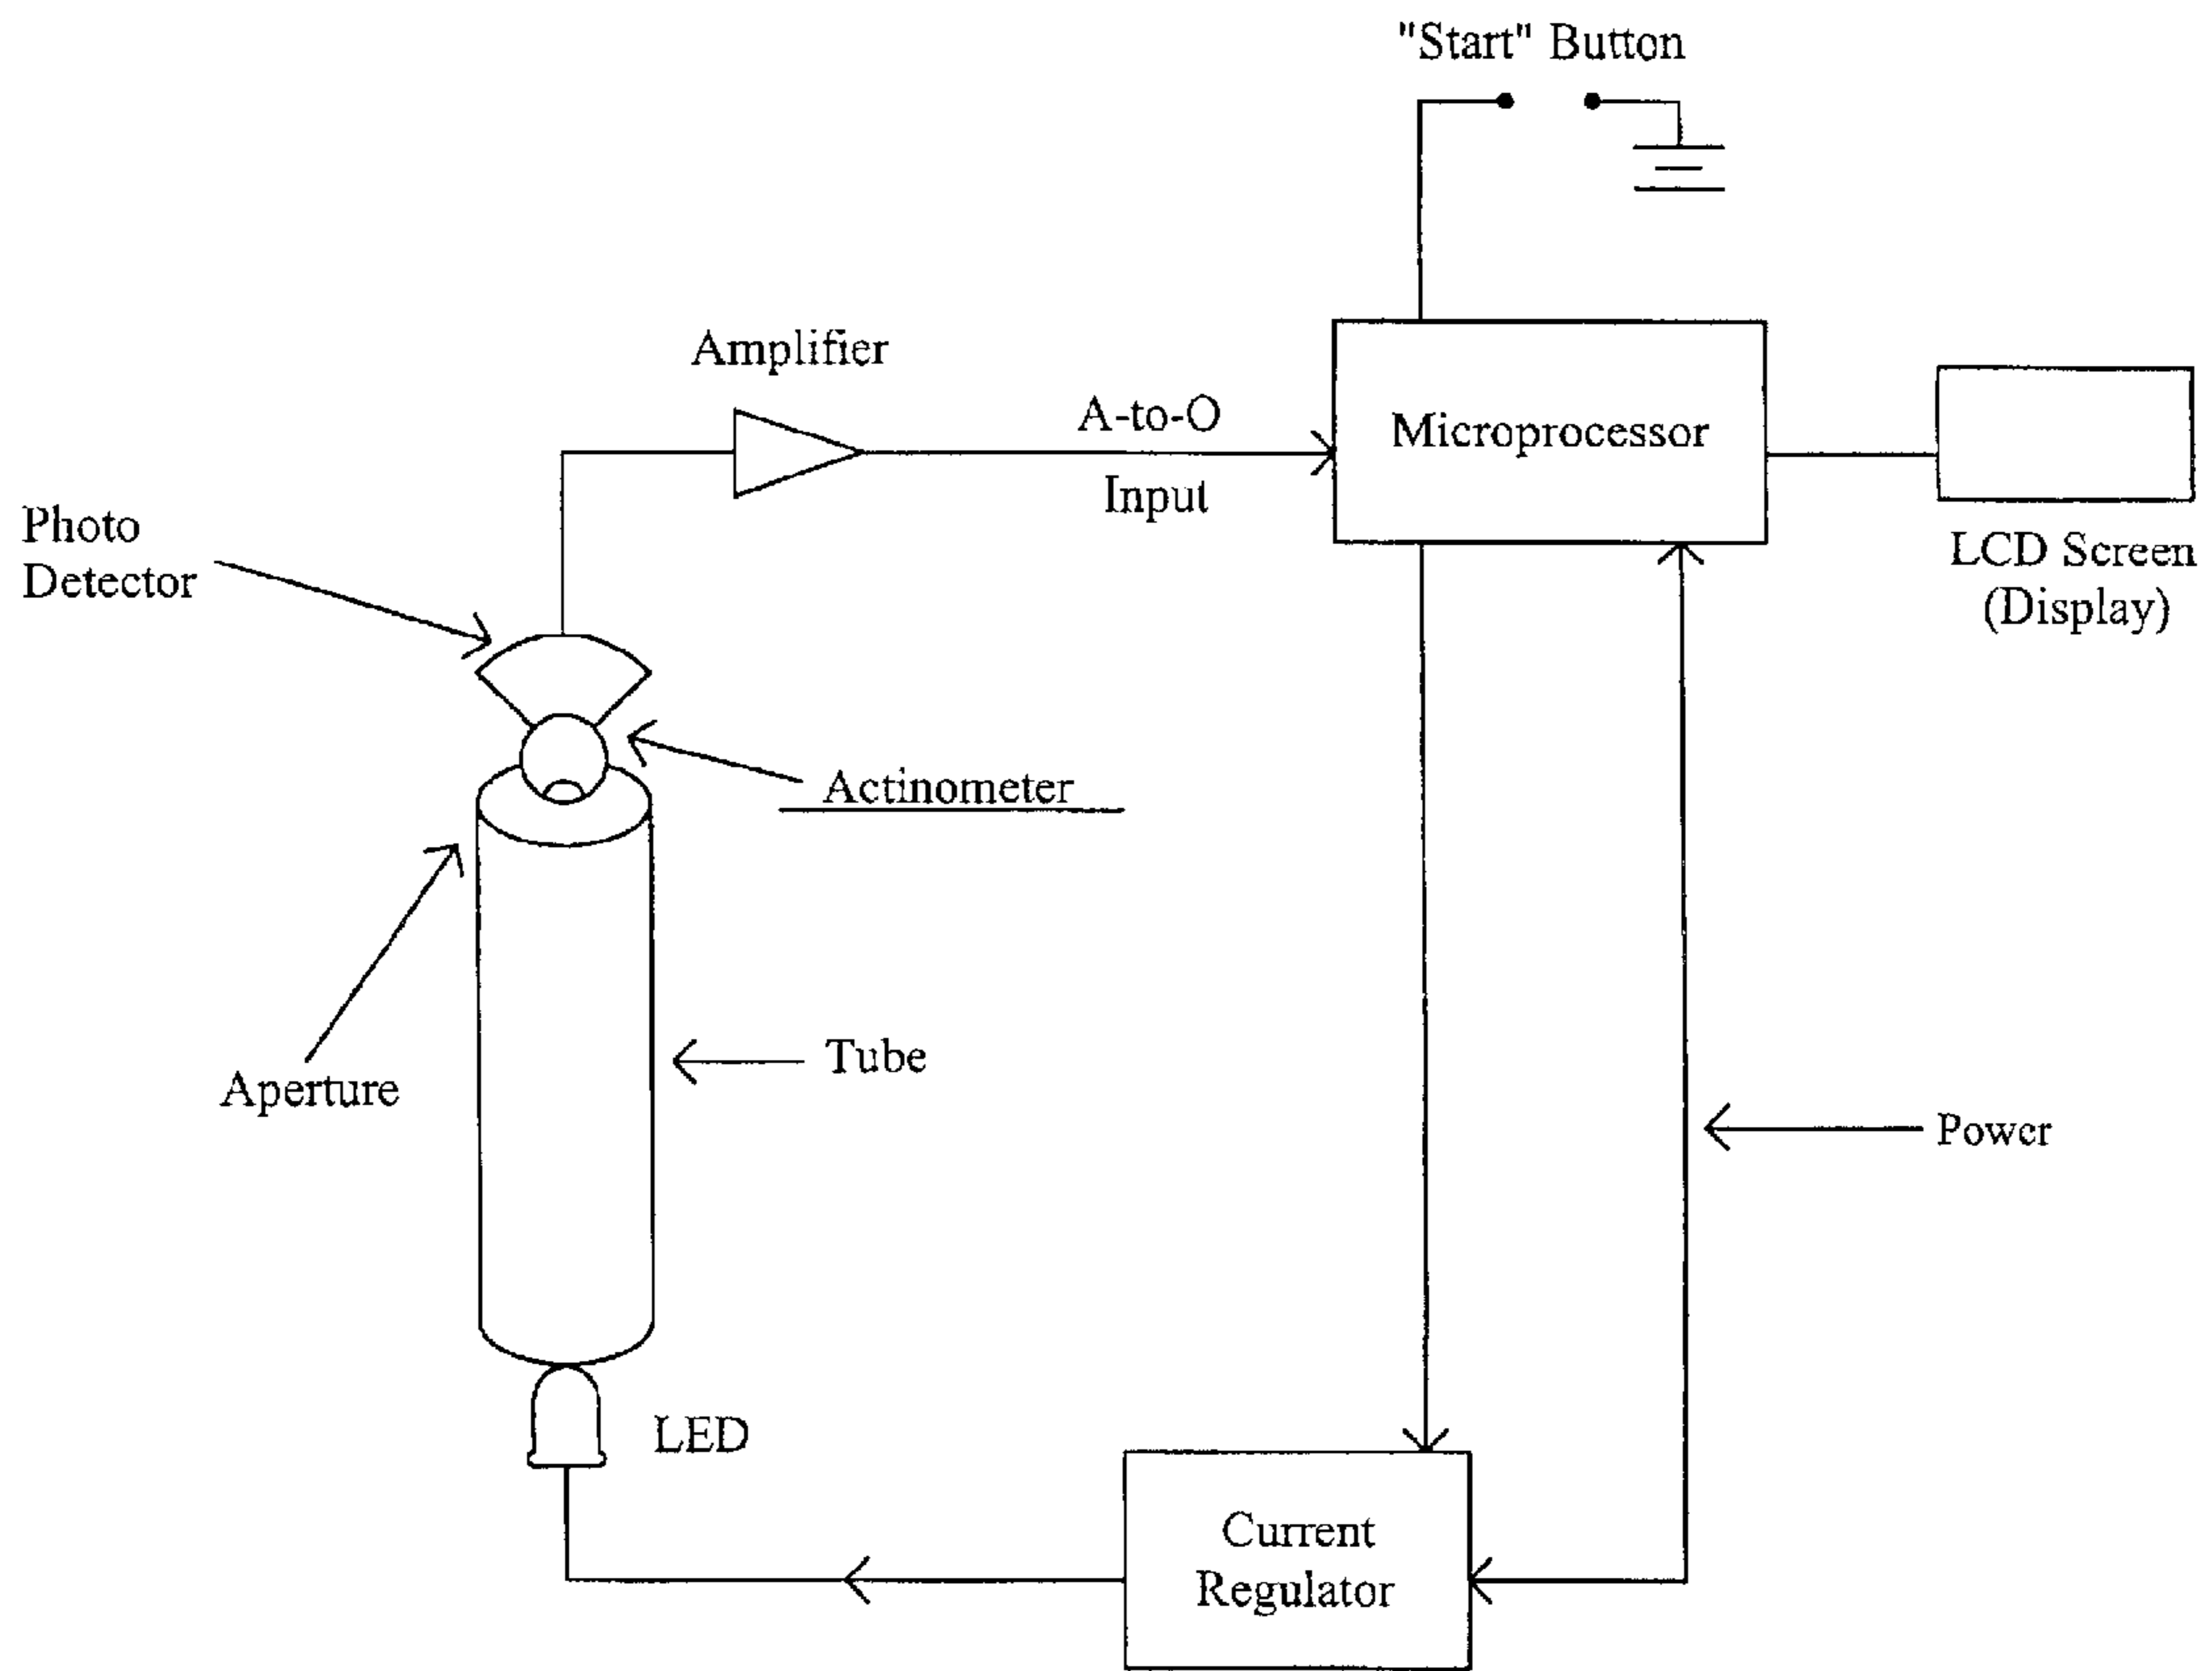 "Start" Button
Amplifier
A-to-O
Input
Microprocessor
LCD Screen
(Display)
Photo
Detector
Actinometer
Aperture
Tube
Power
LED
Current
Regulator